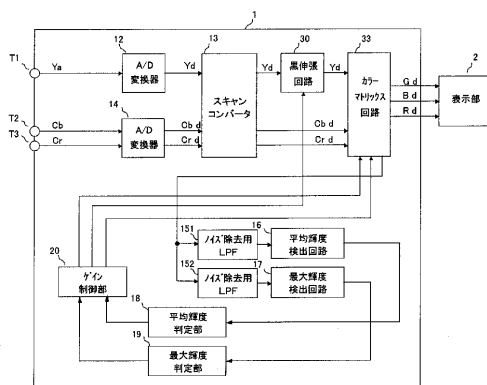 1
T1
Ya
12
A/D
変換器
Yd
13
スキャン
コンバータ
Yd
30
黒伸張
回路
Yd
33
カラー
マトリックス
回路
Gd
Bd
Rd
2
表示部
T2
Cb
T3
Cr
14
A/D
変換器
Cb d
Cr d
Cb d
Cr d
20
ゲイン
制御部
151
ノイズ除去用
LPF
16
平均輝度
検出回路
152
ノイズ除去用
LPF
17
最大輝度
検出回路
18
平均輝度
判定部
19
最大輝度
判定部